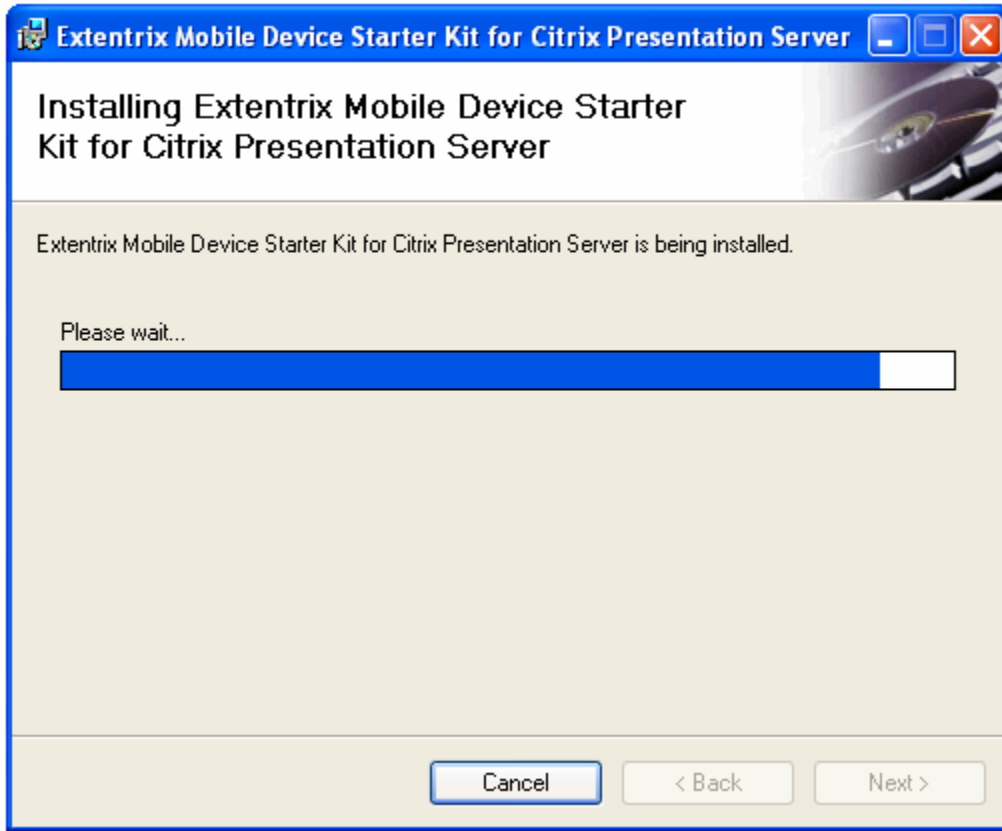 Extentrix Mobile Device Starter Kit for Citrix Presentation Server
Installing Extentrix Mobile Device Starter
Kit for Citrix Presentation Server
Extentrix Mobile Device Starter Kit for Citrix Presentation Server is being installed.
Please wait...
Cancel
< Back
Next >